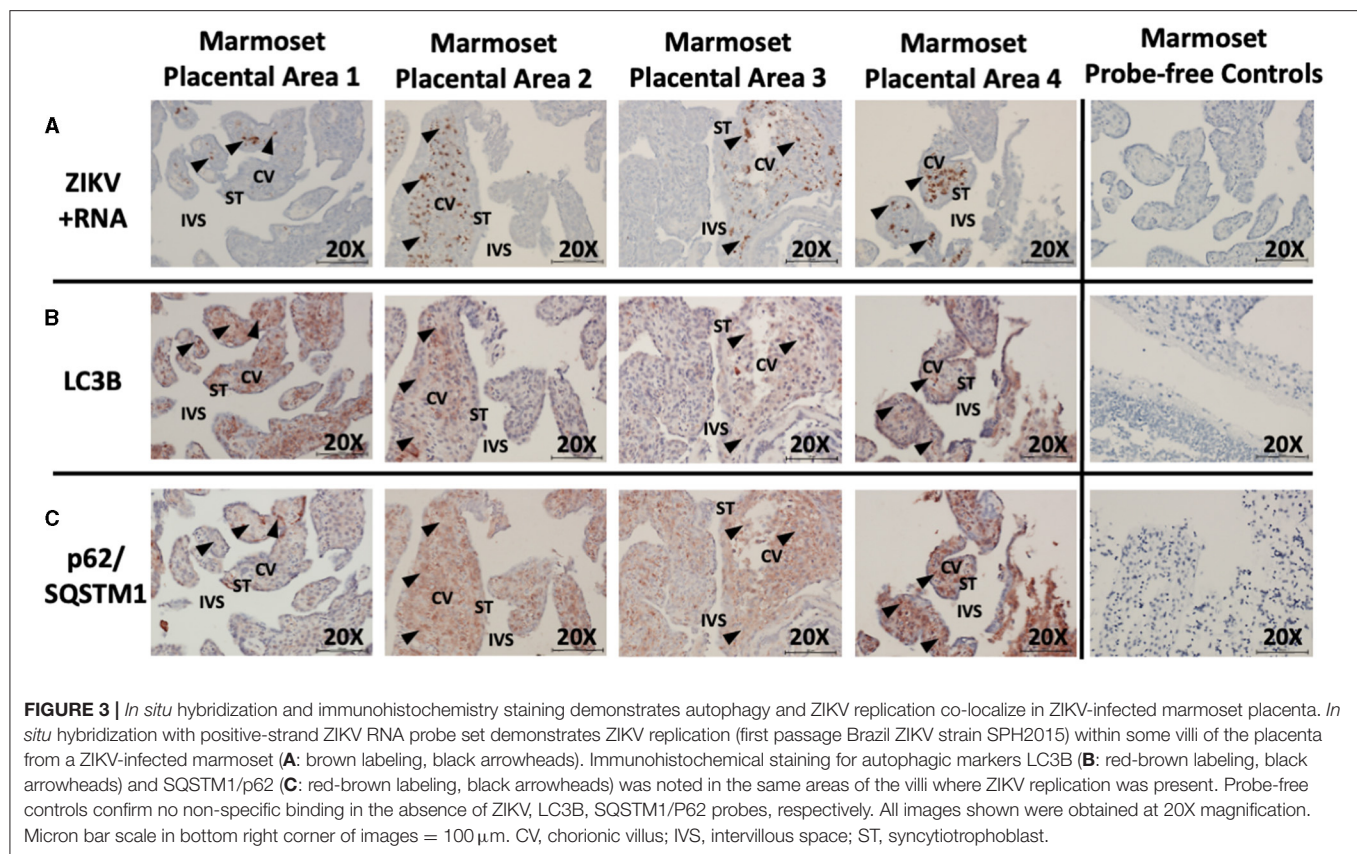 Marmoset Placental Area 1
Marmoset Placental Area 2
Marmoset Placental Area 3
Marmoset Placental Area 4
Marmoset Probe-free Controls
A
ZIKV
+RNA
ST CV IVS 20X
CV ST IVS 20X
ST CV IVS 20X
CV ST IVS 20X
20X
B
LC3B
ST CV IVS 20X
CV ST IVS 20X
ST CV IVS 20X
CV ST IVS 20X
20X
C
p62/
SQSTM1
CV ST IVS 20X
CV ST IVS 20X
ST CV IVS 20X
CV ST IVS 20X
20X
FIGURE 3 | In situ hybridization and immunohistochemistry staining demonstrates autophagy and ZIKV replication co-localize in ZIKV-infected marmoset placenta. In
situ hybridization with positive-strand ZIKV RNA probe set demonstrates ZIKV replication (first passage Brazil ZIKV strain SPH2015) within some villi of the placenta
from a ZIKV-infected marmoset (A: brown labeling, black arrowheads). Immunohistochemical staining for autophagic markers LC3B (B: red-brown labeling, black
arrowheads) and SQSTM1/p62 (C: red-brown labeling, black arrowheads) was noted in the same areas of the villi where ZIKV replication was present. Probe-free
controls confirm no non-specific binding in the absence of ZIKV, LC3B, SQSTM1/P62 probes, respectively. All images shown were obtained at 20X magnification.
Micron bar scale in bottom right corner of images = 100 μm. CV, chorionic villus; IVS, intervillous space; ST, syncytiotrophoblast.